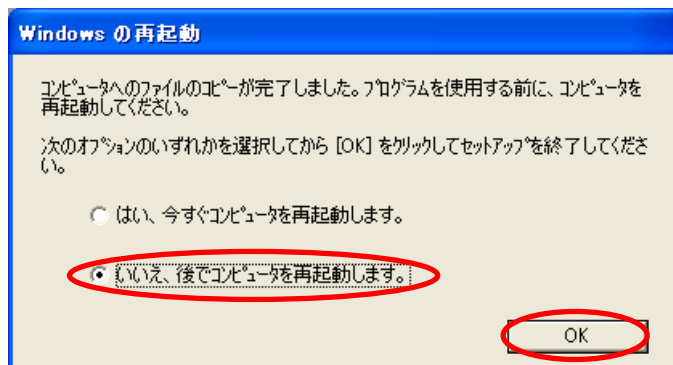 Windows の再起動
ｺﾝﾋﾟｭｰﾀへのﾌｧｲﾙのｺﾋﾟｰが完了しました。ﾌﾟﾛｸﾞﾗﾑを使用する前に、ｺﾝﾋﾟｭｰﾀを
再起動してください。
次のｵﾌﾟｼｮﾝのいずれかを選択してから [OK] をｸﾘｯｸしてｾｯﾄｱｯﾌﾟを終了してくださ
い。
はい、今すぐｺﾝﾋﾟｭｰﾀを再起動します。
いいえ、後でｺﾝﾋﾟｭｰﾀを再起動します。
OK